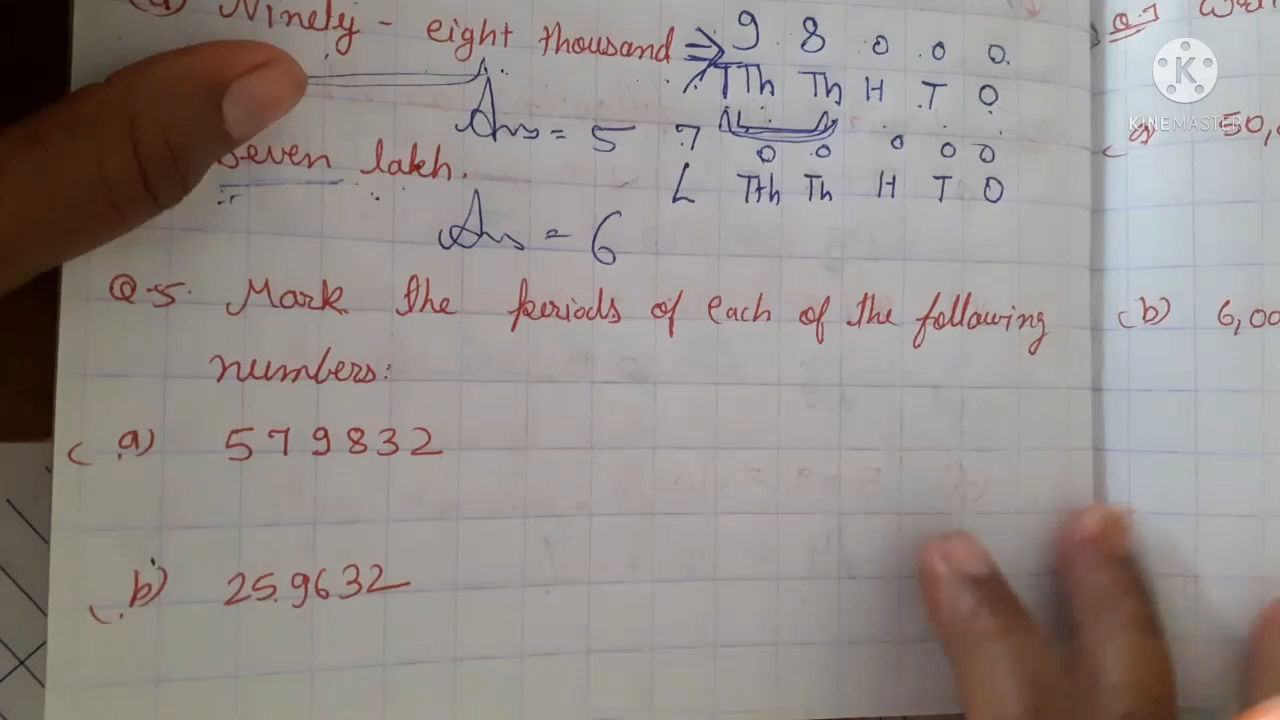 Ninety - eight thousand ⇒ 9 8 0 0 0.
TTh Th H T O
Ans = 5
7 0 0 0 0 0
Seven lakh.
L Tth Th H T O
Ans = 6
Q.5. Mark the periods of each of the following
numbers:
(a) 579832
(b) 259632
Q.7
(a) 50,
(b) 6,00
KINEMASTER